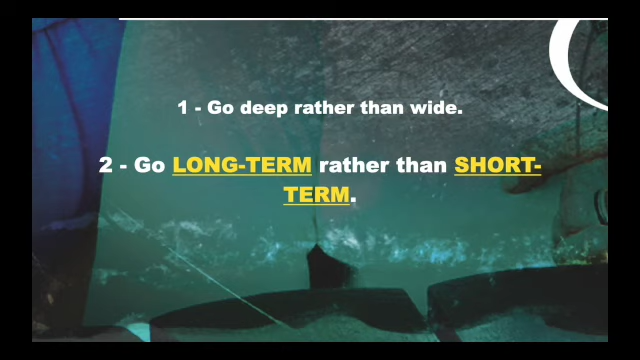 1 - Go deep rather than wide.
2 - Go LONG-TERM rather than SHORT-
TERM.